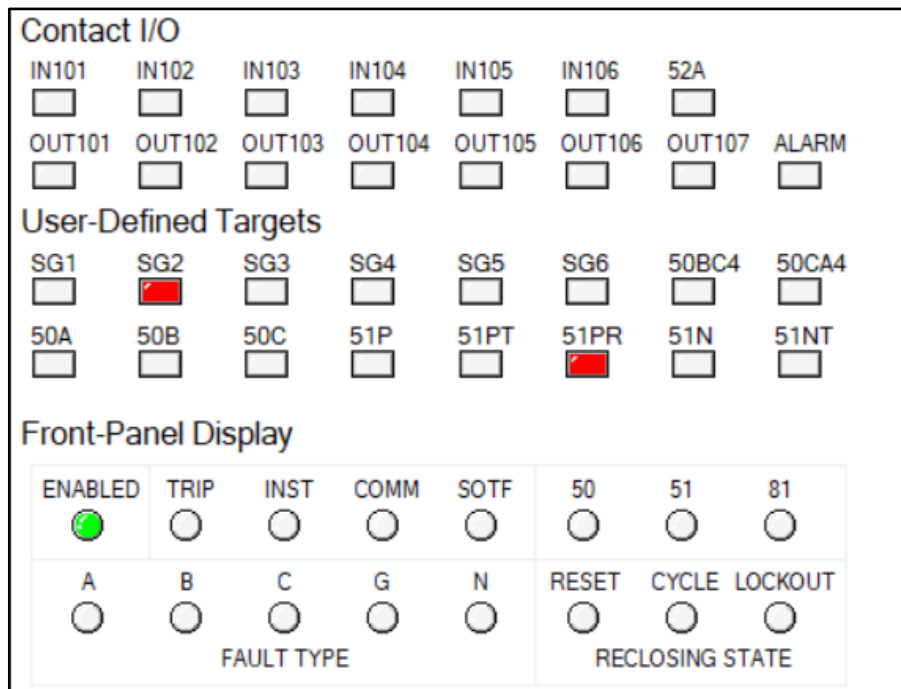 Contact I/O
IN101 IN102 IN103 IN104 IN105 IN106 52A
OUT101 OUT102 OUT103 OUT104 OUT105 OUT106 OUT107 ALARM
User-Defined Targets
SG1 SG2 SG3 SG4 SG5 SG6 50BC4 50CA4
50A 50B 50C 51P 51PT 51PR 51N 51NT
Front-Panel Display
ENABLED TRIP INST COMM SOTF 50 51 81
A B C G N RESET CYCLE LOCKOUT
FAULT TYPE RECLOSING STATE